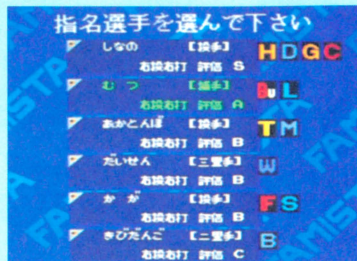 指名選手を選んで下さい
しなの 【投手】 H D G C
右投右打 評価 S
むつ 【捕手】 Bu L
右投右打 評価 A
あかとんぼ 【投手】 T M
右投右打 評価 B
だいせん 【三塁手】 W
右投右打 評価 B
かが 【投手】 F S
右投右打 評価 B
きびだんご 【二塁手】 B
右投右打 評価 C
FAMISTA
FAMISTA